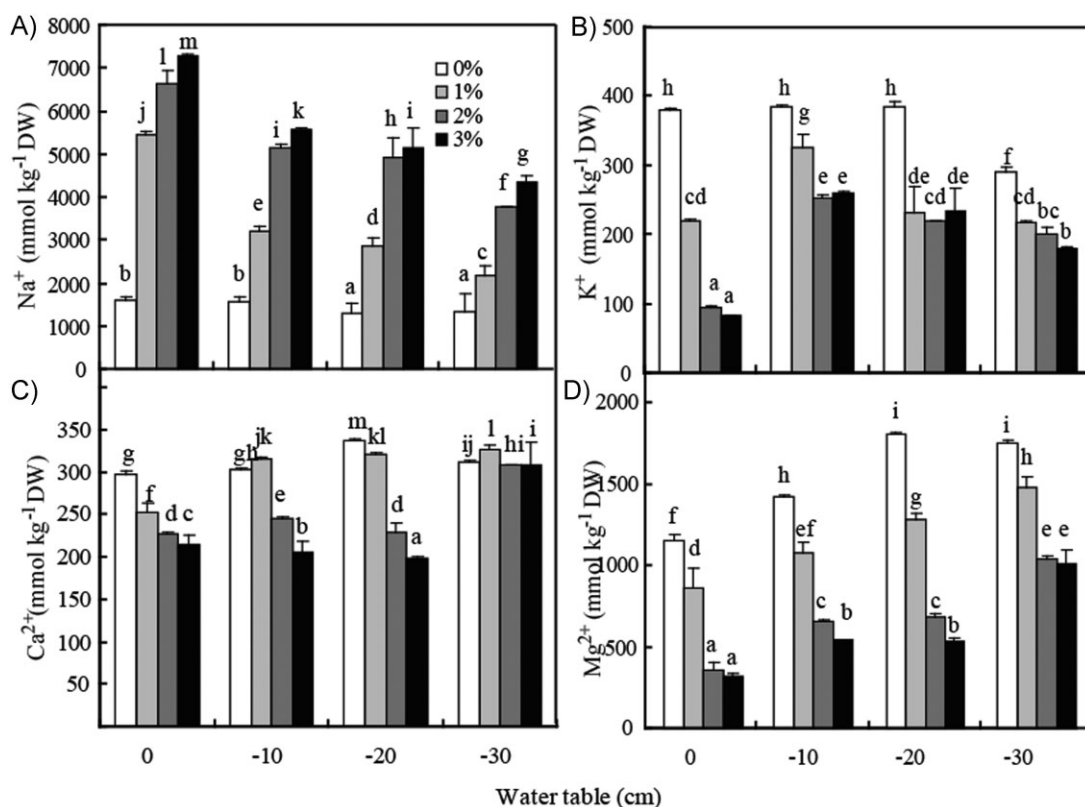 A)
8000
7000
6000
5000
4000
3000
2000
1000
0
Na+ (mmol kg-1 DW)
b j l m
b e i k
a d h i
a c f g
0%
1%
2%
3%
B)
500
400
300
200
100
0
K+ (mmol kg-1 DW)
h cd a a
h g e e
h de cd de
f cd bc b
C)
350
300
250
200
150
100
50
Ca2+(mmol kg-1 DW)
g f d c
gh jk e b
m kl d a
ij l hi i
0 -10 -20 -30
D)
2000
1500
1000
500
0
Mg2+ (mmol kg-1 DW)
f d a a
h ef c b
i g c b
i h e e
0 -10 -20 -30
Water table (cm)